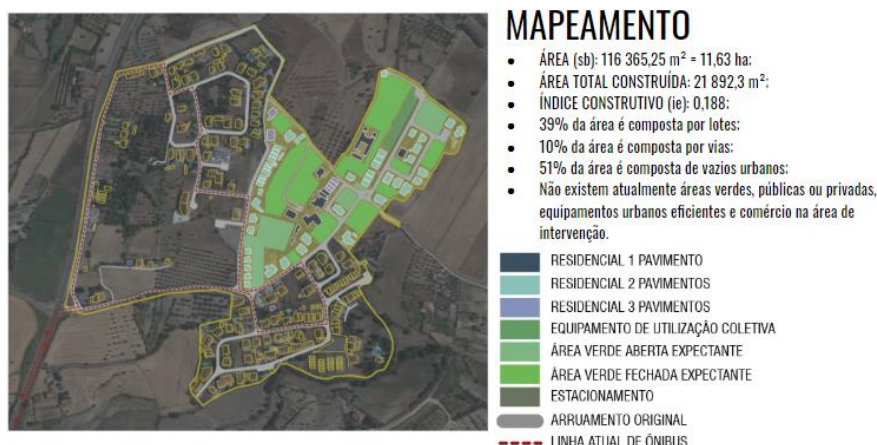 MAPEAMENTO
● ÁREA (sb): 116 365,25 m² = 11,63 ha;
● ÁREA TOTAL CONSTRUÍDA: 21 892,3 m²;
● ÍNDICE CONSTRUTIVO (ie): 0,188;
● 39% da área é composta por lotes;
● 10% da área é composta por vias;
● 51% da área é composta de vazios urbanos;
● Não existem atualmente áreas verdes, públicas ou privadas,
equipamentos urbanos eficientes e comércio na área de
intervenção.
RESIDENCIAL 1 PAVIMENTO
RESIDENCIAL 2 PAVIMENTOS
RESIDENCIAL 3 PAVIMENTOS
EQUIPAMENTO DE UTILIZAÇÃO COLETIVA
ÁREA VERDE ABERTA EXPECTANTE
ÁREA VERDE FECHADA EXPECTANTE
ESTACIONAMENTO
ARRUAMENTO ORIGINAL
LINHA ATUAL DE ÔNIBUS